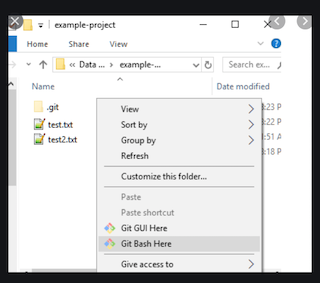 example-project
Home Share View
« Data ... › example-... Search ex...
Name Date modified
.git :23 P
test.txt :22 P
test2.txt :51 A
:18 P
View
Sort by
Group by
Refresh
Customize this folder...
Paste
Paste shortcut
Git GUI Here
Git Bash Here
Give access to